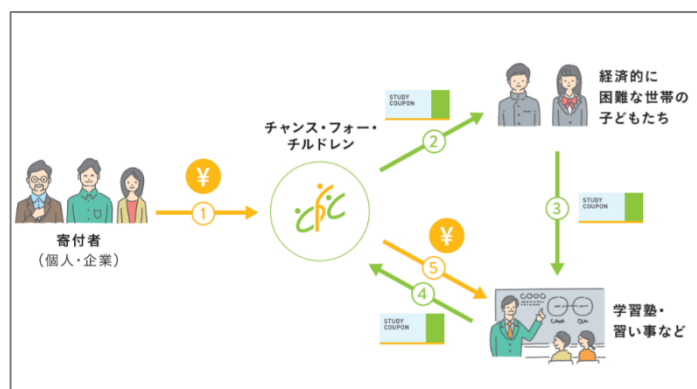 チャンス・フォー・
チルドレン
STUDY
COUPON
経済的に
困難な世帯の
子どもたち
¥
①
②
寄付者
(個人・企業)
cfc
③
STUDY
COUPON
¥
⑤
④
STUDY
COUPON
学習塾・
習い事など